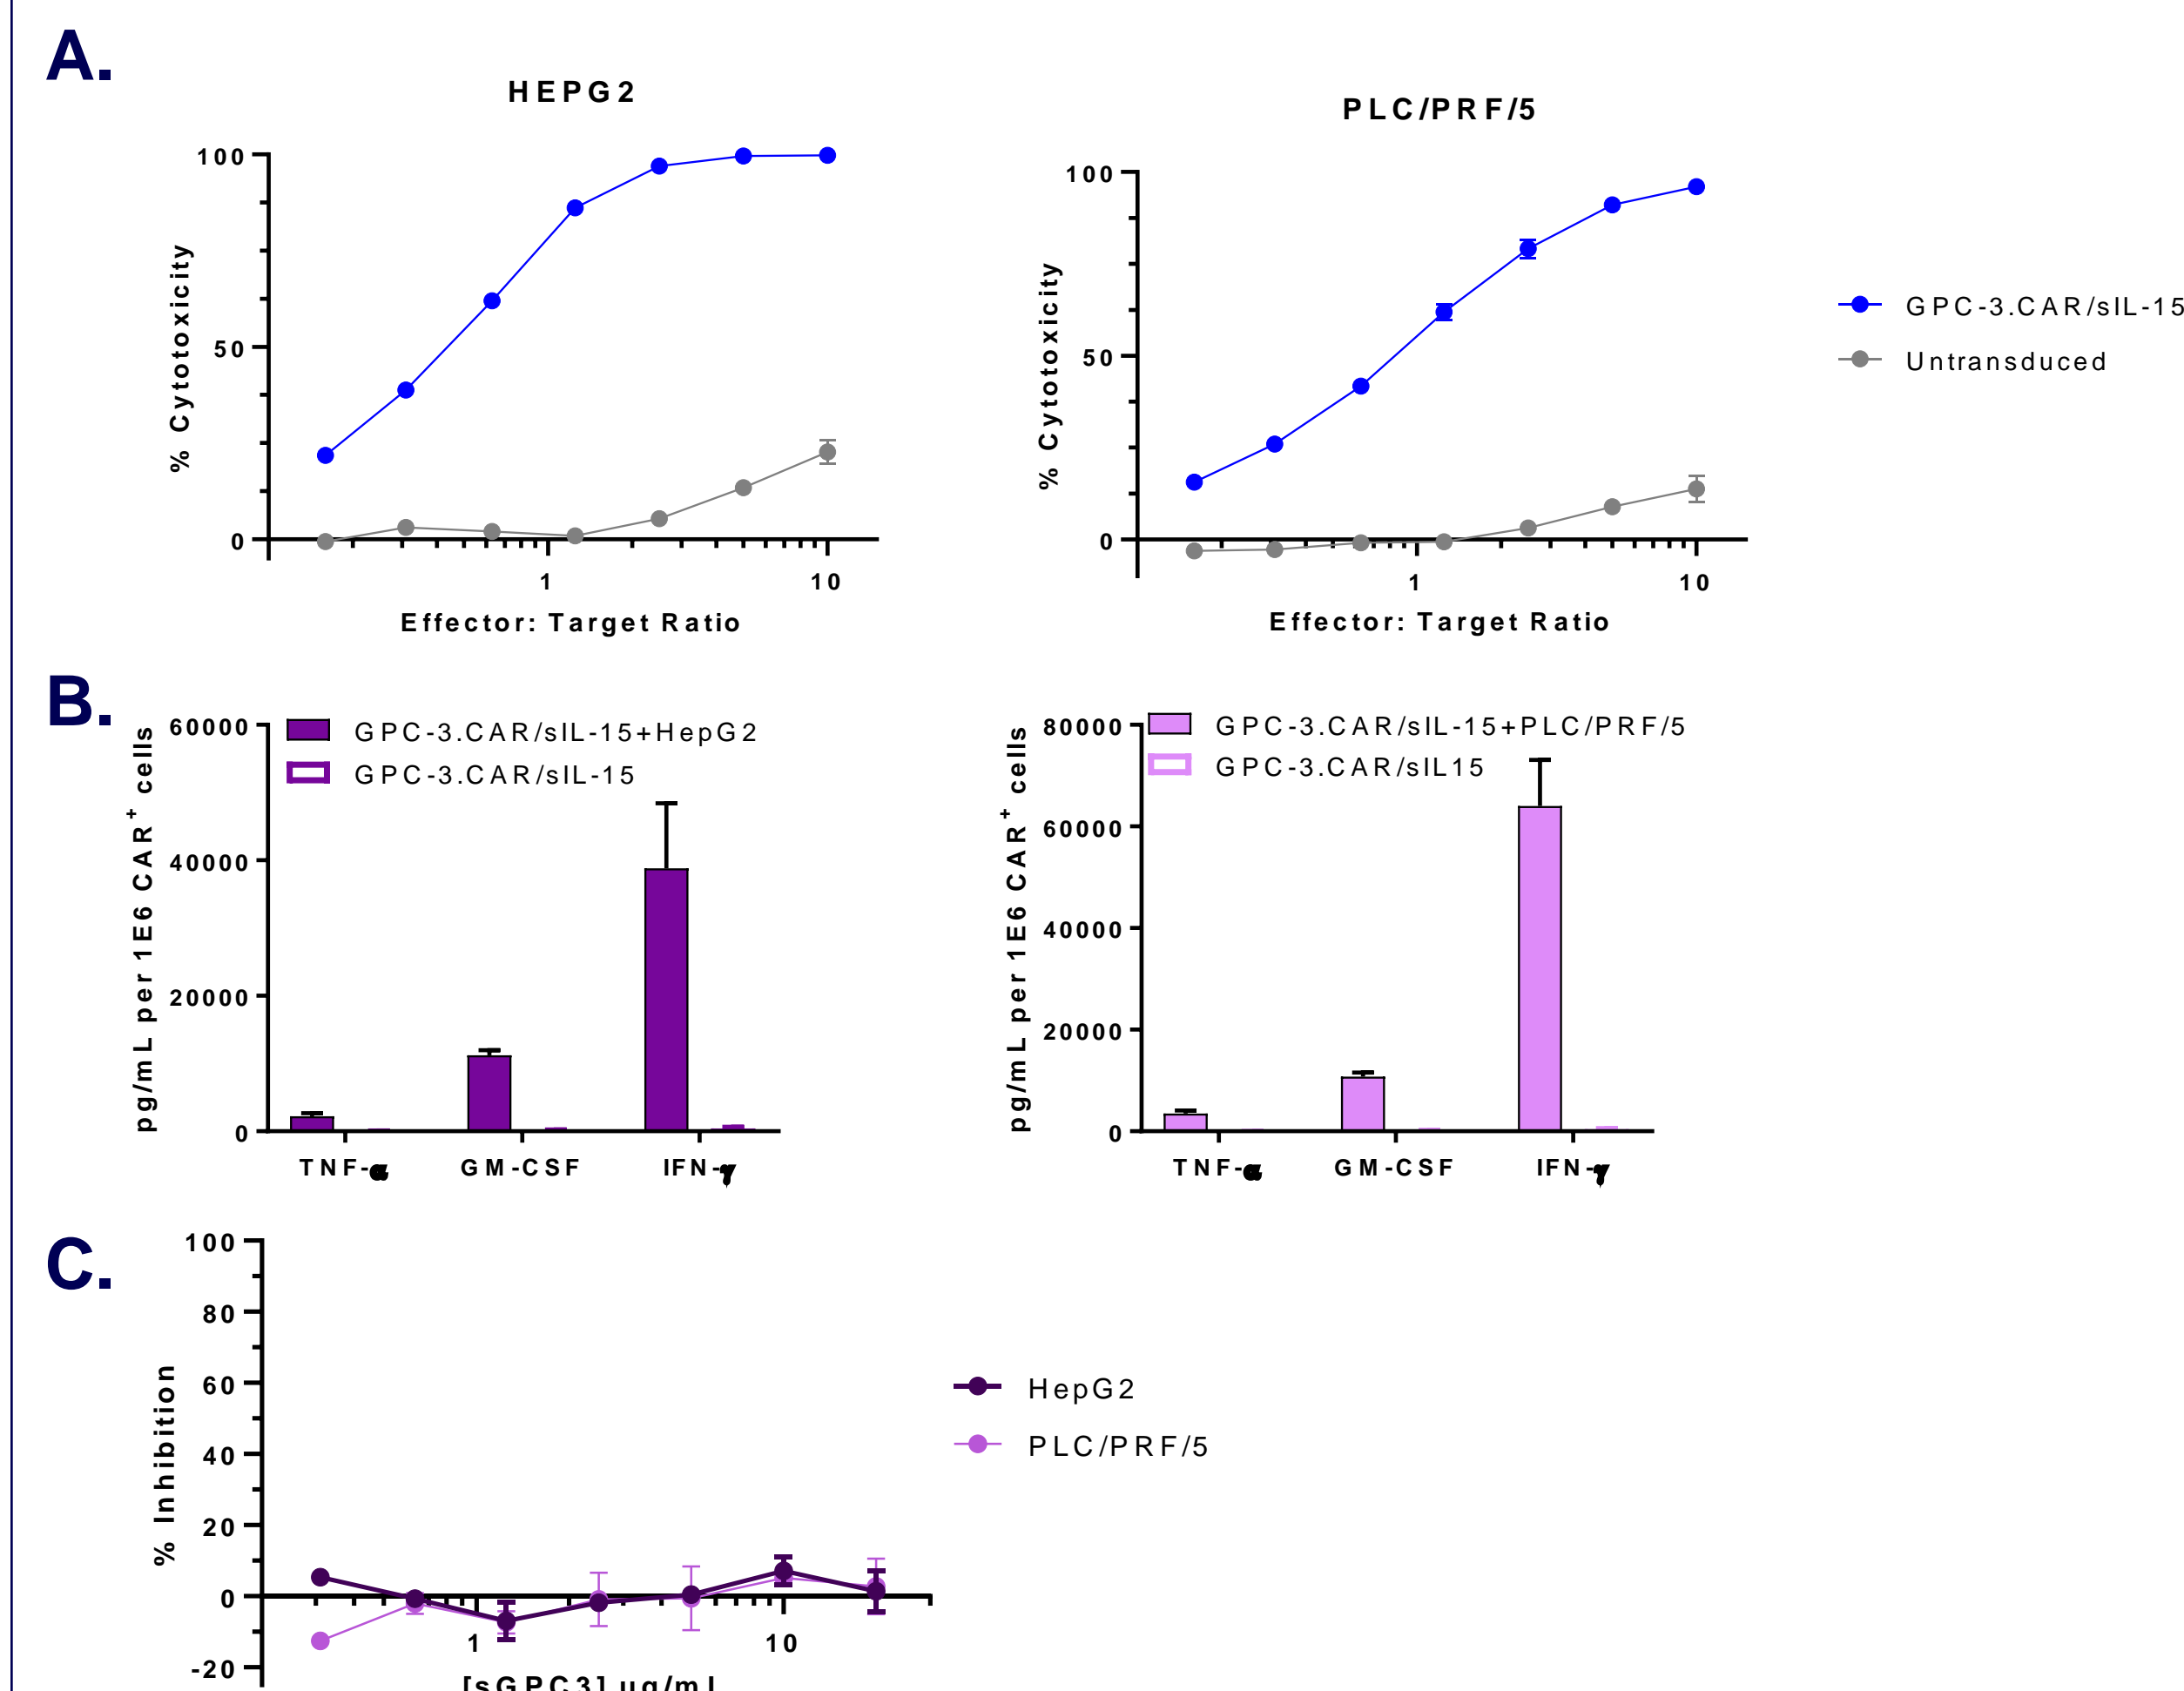 A.
HEPG2
PLC/PRF/5
% Cytotoxicity
100
50
0
1
10
Effector: Target Ratio
% Cytotoxicity
100
50
0
1
10
Effector: Target Ratio
GPC-3.CAR/sIL-15
Untransduced
B.
pg/mL per 1E6 CAR+ cells
60000
40000
20000
0
GPC-3.CAR/sIL-15+HepG2
GPC-3.CAR/sIL-15
TNF-α
GM-CSF
IFN-γ
pg/mL per 1E6 CAR+ cells
80000
60000
40000
20000
0
GPC-3.CAR/sIL-15+PLC/PRF/5
GPC-3.CAR/sIL15
TNF-α
GM-CSF
IFN-γ
C.
% Inhibition
100
80
60
40
20
0
-20
1
10
[sGPC3] ug/mL
HepG2
PLC/PRF/5